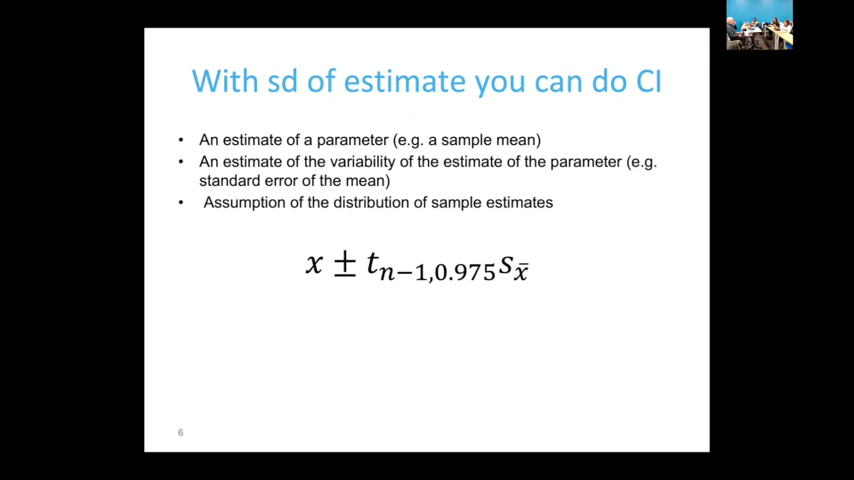 With sd of estimate you can do CI
• An estimate of a parameter (e.g. a sample mean)
• An estimate of the variability of the estimate of the parameter (e.g.
standard error of the mean)
• Assumption of the distribution of sample estimates
x ± tₙ₋₁,₀.₉₇₅ s_x̄
6